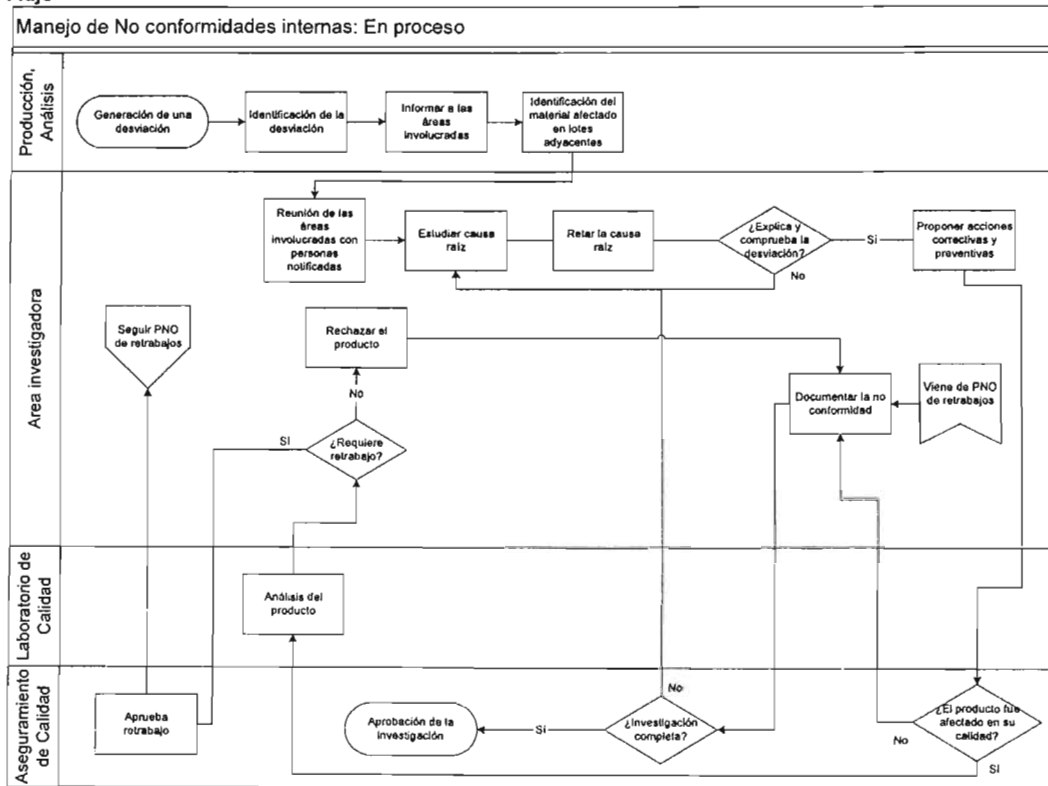 Manejo de No conformidades internas: En proceso
Producción,
Análisis
Generación de una
desviación
Identificación de la
desviación
Informar a las
áreas
involucradas
Identificación del
material afectado
en lotes
adyacentes
Area investigadora
Reunión de las
áreas
involucradas con
personas
notificadas
Estudiar causa
raíz
Retar la causa
raíz
¿Explica y
comprueba la
desviación?
Si
No
Proponer acciones
correctivas y
preventivas
Seguir PNO
de retrabajos
Rechazar el
producto
No
¿Requiere
retrabajo?
SI
Documentar la no
conformidad
Viene de PNO
de retrabajos
Laboratorio de
Calidad
Análisis del
producto
Aseguramiento
de Calidad
Aprueba
retrabajo
Aprobación de la
investigación
Si
¿Investigación
completa?
No
¿El producto fue
afectado en su
calidad?
No
SI